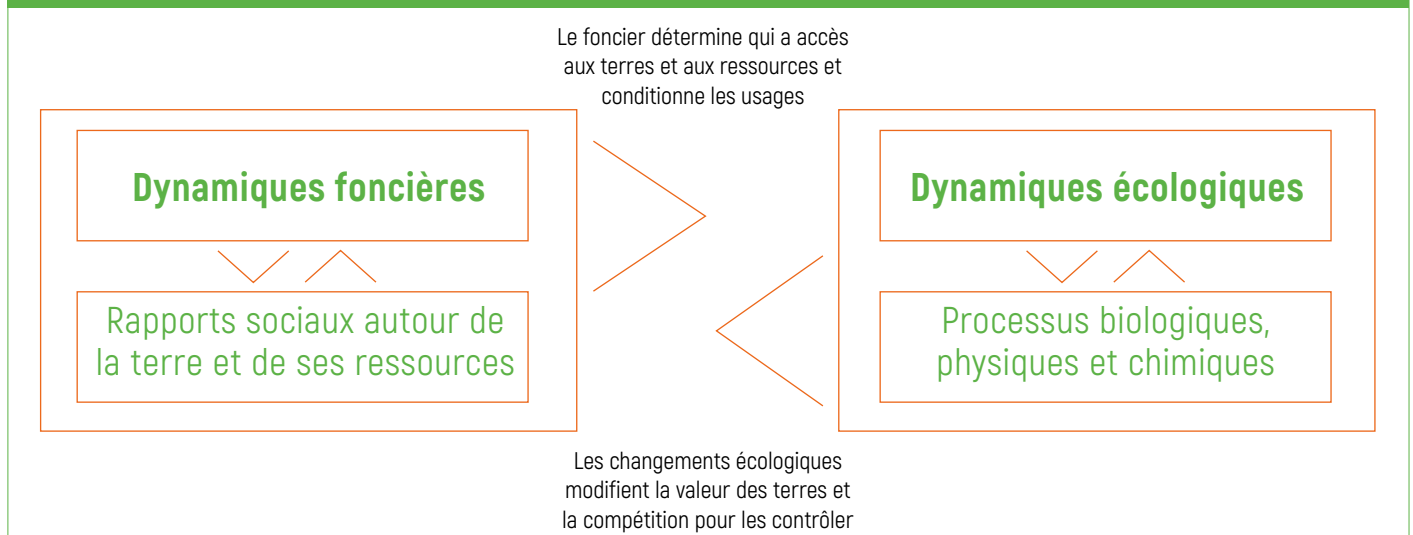 Le foncier détermine qui a accès
aux terres et aux ressources et
conditionne les usages
Dynamiques foncières
Rapports sociaux autour de
la terre et de ses ressources
Dynamiques écologiques
Processus biologiques,
physiques et chimiques
Les changements écologiques
modifient la valeur des terres et
la compétition pour les contrôler